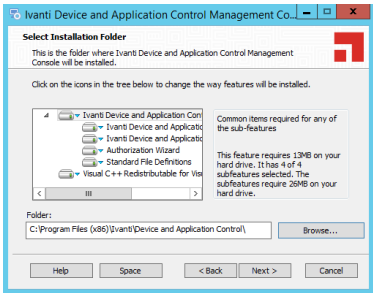 Ivanti Device and Application Control Management Co...
Select Installation Folder
This is the folder where Ivanti Device and Application Control Management
Console will be installed.
Click on the icons in the tree below to change the way features will be installed.
Ivanti Device and Application Con
Ivanti Device and Applicatio
Ivanti Device and Applicatio
Authorization Wizard
Standard File Definitions
Visual C++ Redistributable for Vis
Common items required for any of
the sub-features
This feature requires 13MB on your
hard drive. It has 4 of 4
subfeatures selected. The
subfeatures require 26MB on your
hard drive.
Folder:
C:\Program Files (x86)\Ivanti\Device and Application Control\
Browse...
Help
Space
< Back
Next >
Cancel